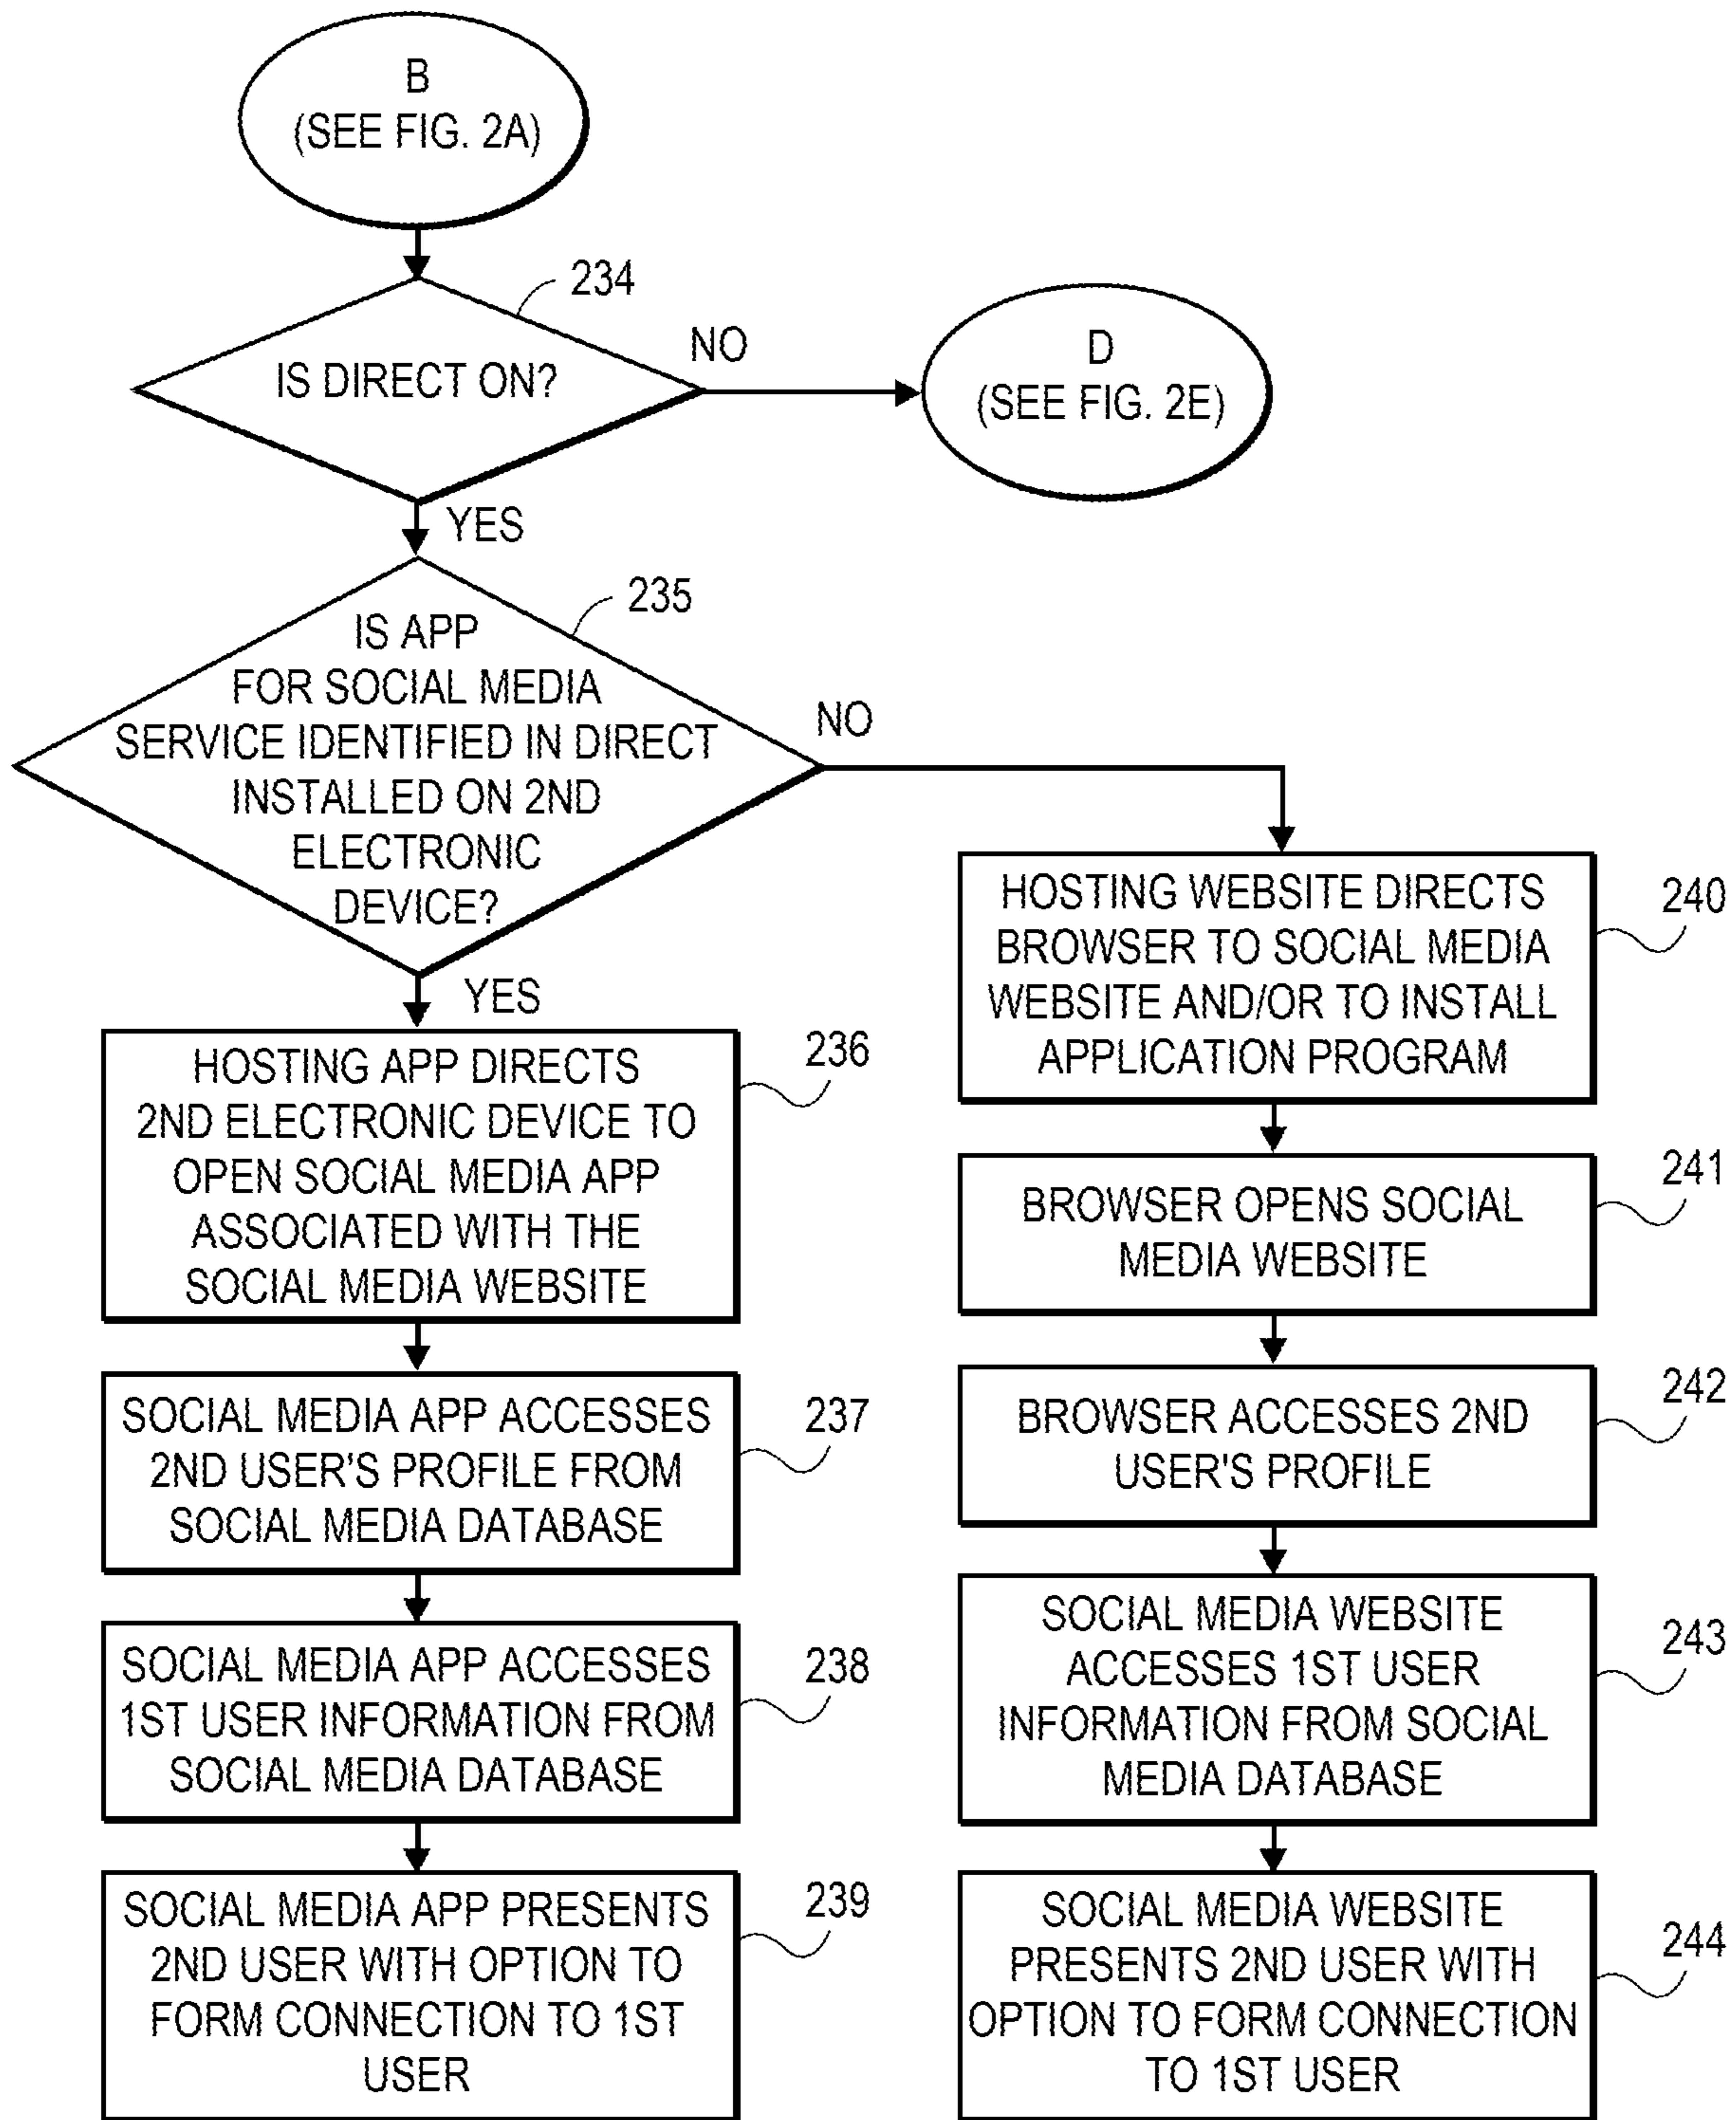 B
(SEE FIG. 2A)
234
IS DIRECT ON?
NO
D
(SEE FIG. 2E)
YES
235
IS APP
FOR SOCIAL MEDIA
SERVICE IDENTIFIED IN DIRECT
INSTALLED ON 2ND
ELECTRONIC
DEVICE?
NO
YES
236
HOSTING APP DIRECTS
2ND ELECTRONIC DEVICE TO
OPEN SOCIAL MEDIA APP
ASSOCIATED WITH THE
SOCIAL MEDIA WEBSITE
237
SOCIAL MEDIA APP ACCESSES
2ND USER'S PROFILE FROM
SOCIAL MEDIA DATABASE
238
SOCIAL MEDIA APP ACCESSES
1ST USER INFORMATION FROM
SOCIAL MEDIA DATABASE
239
SOCIAL MEDIA APP PRESENTS
2ND USER WITH OPTION TO
FORM CONNECTION TO 1ST
USER
240
HOSTING WEBSITE DIRECTS
BROWSER TO SOCIAL MEDIA
WEBSITE AND/OR TO INSTALL
APPLICATION PROGRAM
241
BROWSER OPENS SOCIAL
MEDIA WEBSITE
242
BROWSER ACCESSES 2ND
USER'S PROFILE
243
SOCIAL MEDIA WEBSITE
ACCESSES 1ST USER
INFORMATION FROM SOCIAL
MEDIA DATABASE
244
SOCIAL MEDIA WEBSITE
PRESENTS 2ND USER WITH
OPTION TO FORM CONNECTION
TO 1ST USER